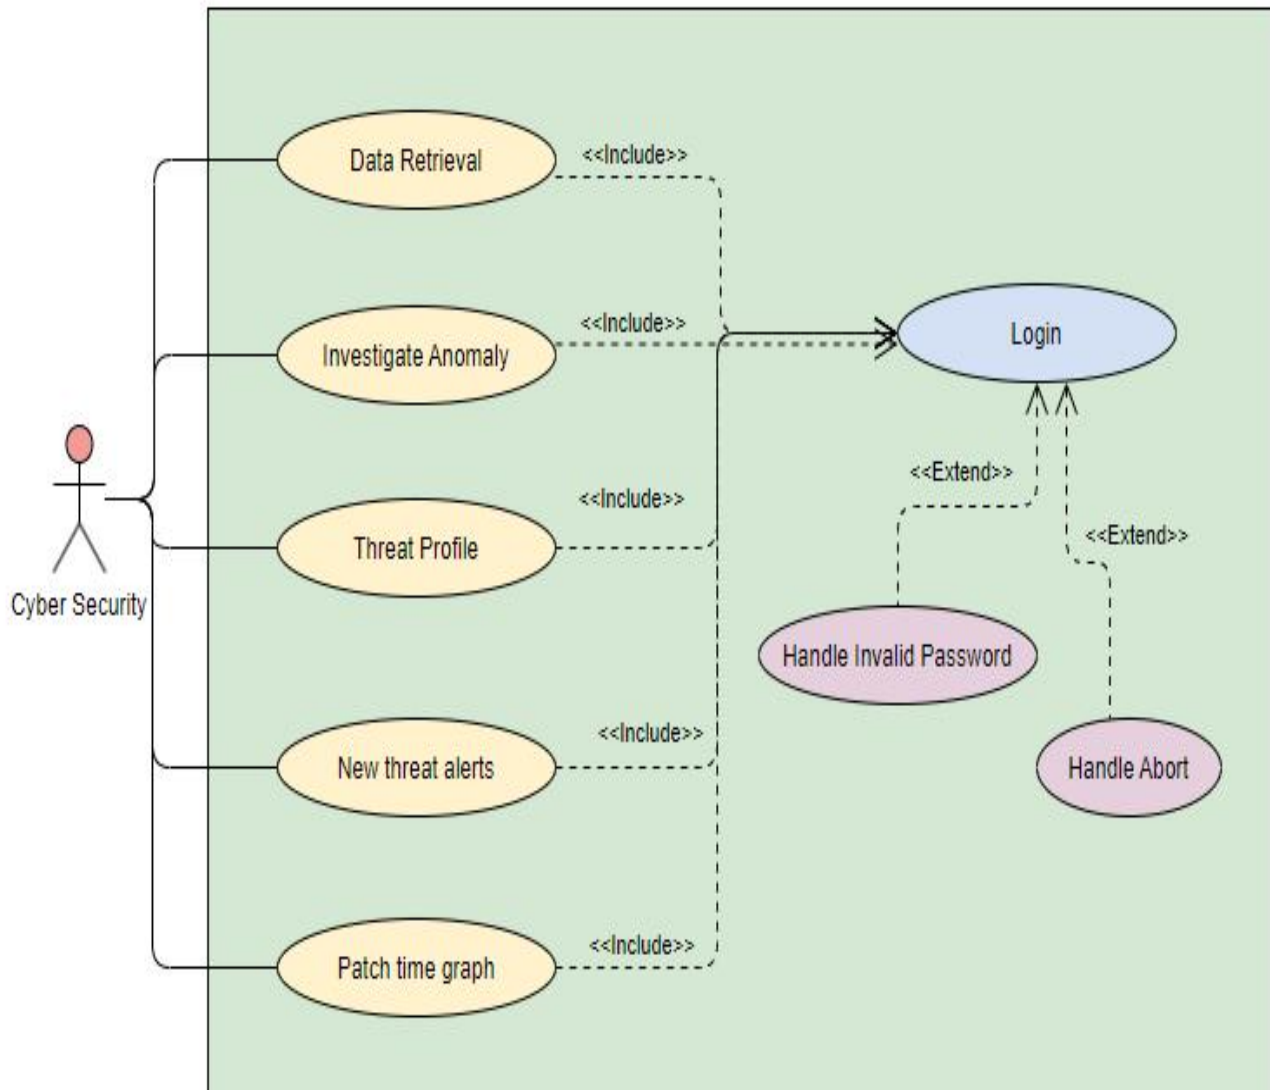 Data Retrieval
<<Include>>
Investigate Anomaly
<<Include>>
Login
<<Extend>>
Threat Profile
<<Include>>
<<Extend>>
Cyber Security
Handle Invalid Password
New threat alerts
<<Include>>
Handle Abort
Patch time graph
<<Include>>